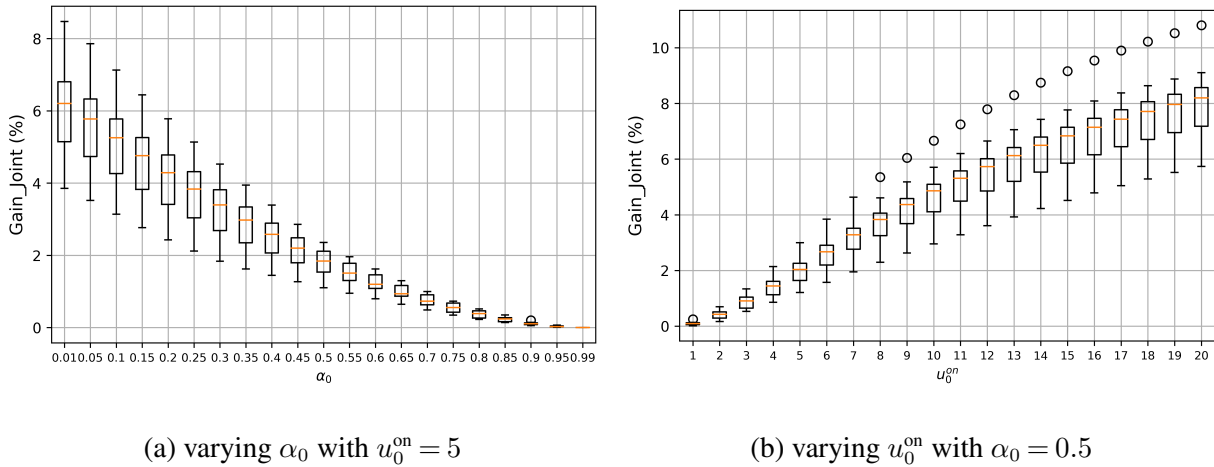 8
6
4
2
0
Gain_Joint (%)
0.01 0.05 0.1 0.15 0.2 0.25 0.3 0.35 0.4 0.45 0.5 0.55 0.6 0.65 0.7 0.75 0.8 0.85 0.9 0.95 0.99
α₀
(a) varying α₀ with u₀ᵒⁿ = 5
10
8
6
4
2
0
Gain_Joint (%)
1 2 3 4 5 6 7 8 9 10 11 12 13 14 15 16 17 18 19 20
u₀ᵒⁿ
(b) varying u₀ᵒⁿ with α₀ = 0.5